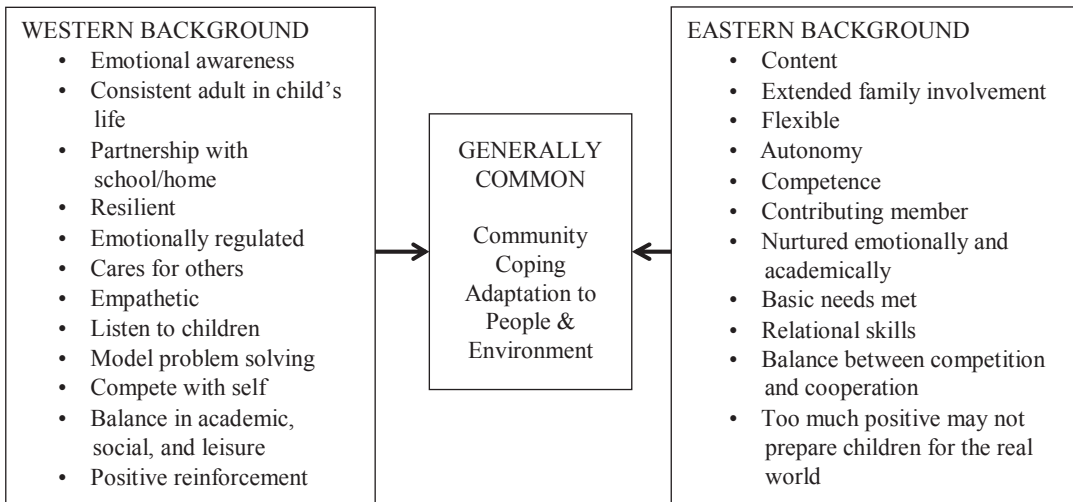 WESTERN BACKGROUND
• Emotional awareness
• Consistent adult in child’s
life
• Partnership with
school/home
• Resilient
• Emotionally regulated
• Cares for others
• Empathetic
• Listen to children
• Model problem solving
• Compete with self
• Balance in academic,
social, and leisure
• Positive reinforcement
GENERALLY
COMMON
Community
Coping
Adaptation to
People &
Environment
EASTERN BACKGROUND
• Content
• Extended family involvement
• Flexible
• Autonomy
• Competence
• Contributing member
• Nurtured emotionally and
academically
• Basic needs met
• Relational skills
• Balance between competition
and cooperation
• Too much positive may not
prepare children for the real
world